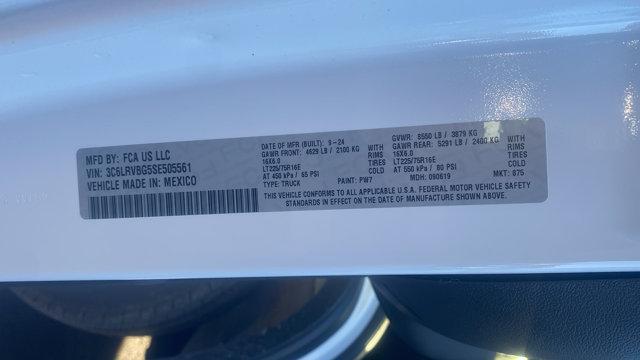 MFD BY: FCA US LLC
VIN: 3C6LRVBG5SE505561
VEHICLE MADE IN: MEXICO
DATE OF MFR (BUILT): 9-24
GAWR FRONT: 4629 LB / 2100 KG WITH
16X6.0 RIMS
LT225/75R16E TIRES
AT 450 kPa / 65 PSI COLD
TYPE: TRUCK PAINT: PW7
GVWR: 8550 LB / 3879 KG
GAWR REAR: 5291 LB / 2400 KG WITH
16X6.0 RIMS
LT225/75R16E TIRES
AT 550 kPa / 80 PSI COLD
MDH: 090619 MKT: 875
THIS VEHICLE CONFORMS TO ALL APPLICABLE U.S.A. FEDERAL MOTOR VEHICLE SAFETY
STANDARDS IN EFFECT ON THE DATE OF MANUFACTURE SHOWN ABOVE.